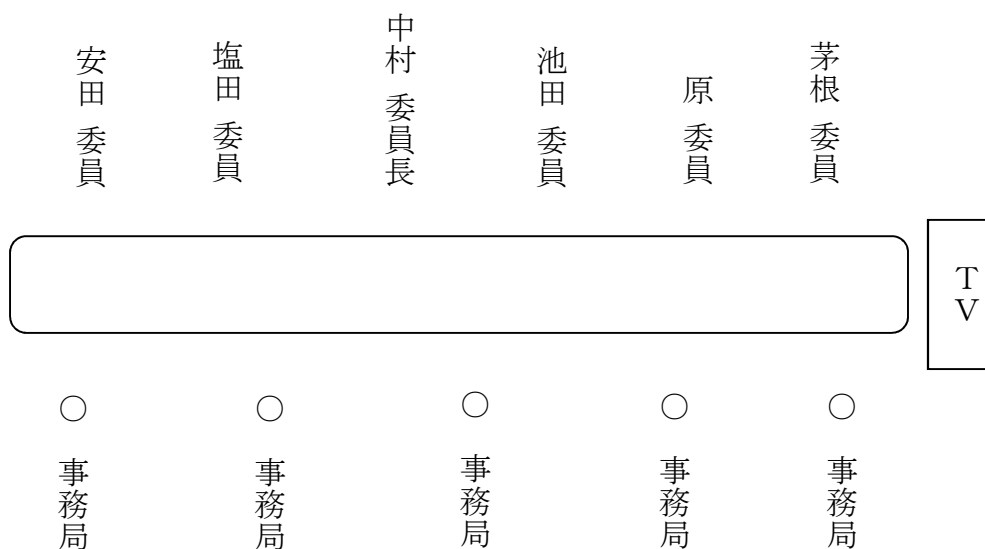 安田 委員
塩田 委員
中村 委員長
池田 委員
原 委員
茅根 委員
TV
○ 事務局
○ 事務局
○ 事務局
○ 事務局
○ 事務局